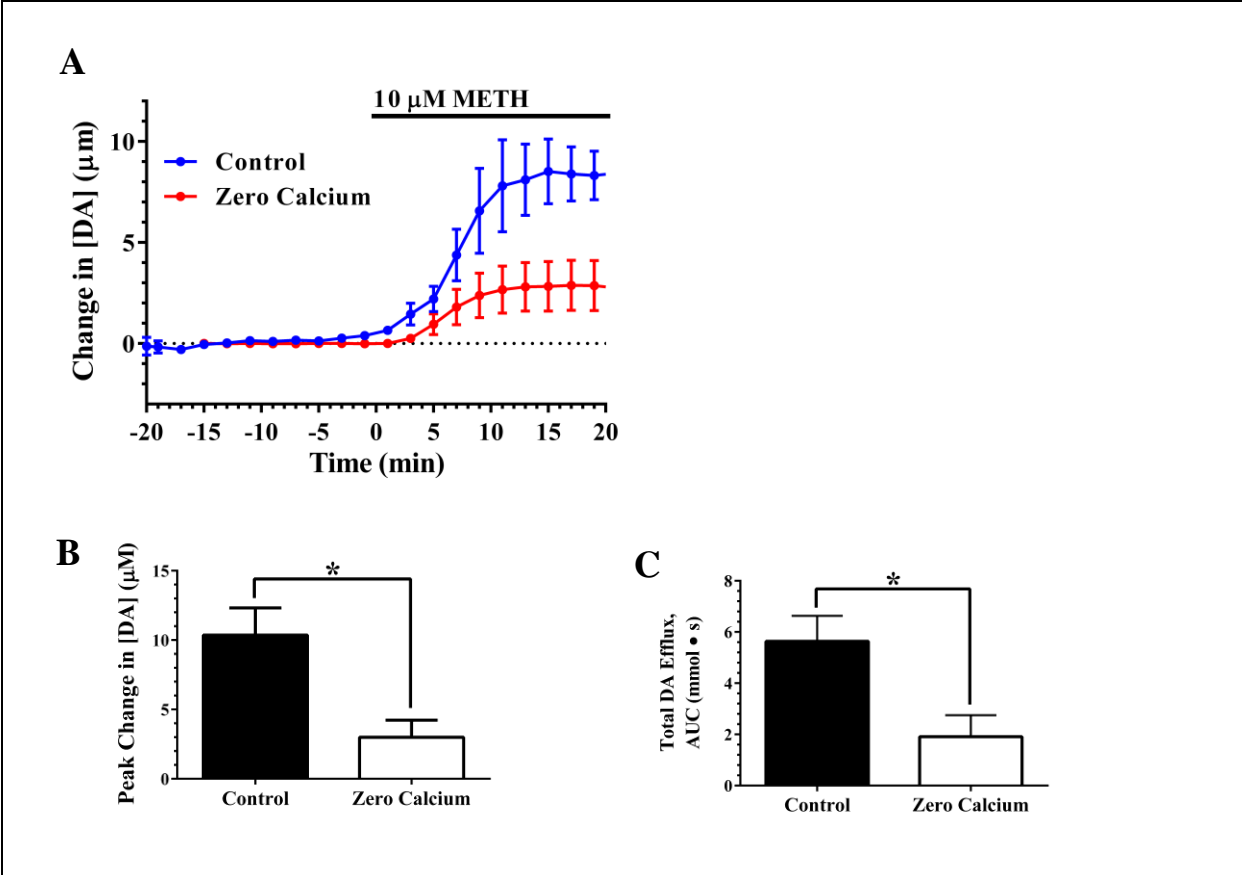 A
10 μM METH
Change in [DA] (μm)
10
5
0
Control
Zero Calcium
-20 -15 -10 -5 0 5 10 15 20
Time (min)
B
Peak Change in [DA] (μM)
15
10
5
0
*
Control Zero Calcium
C
Total DA Efflux,
AUC (mmol • s)
8
6
4
2
0
*
Control Zero Calcium